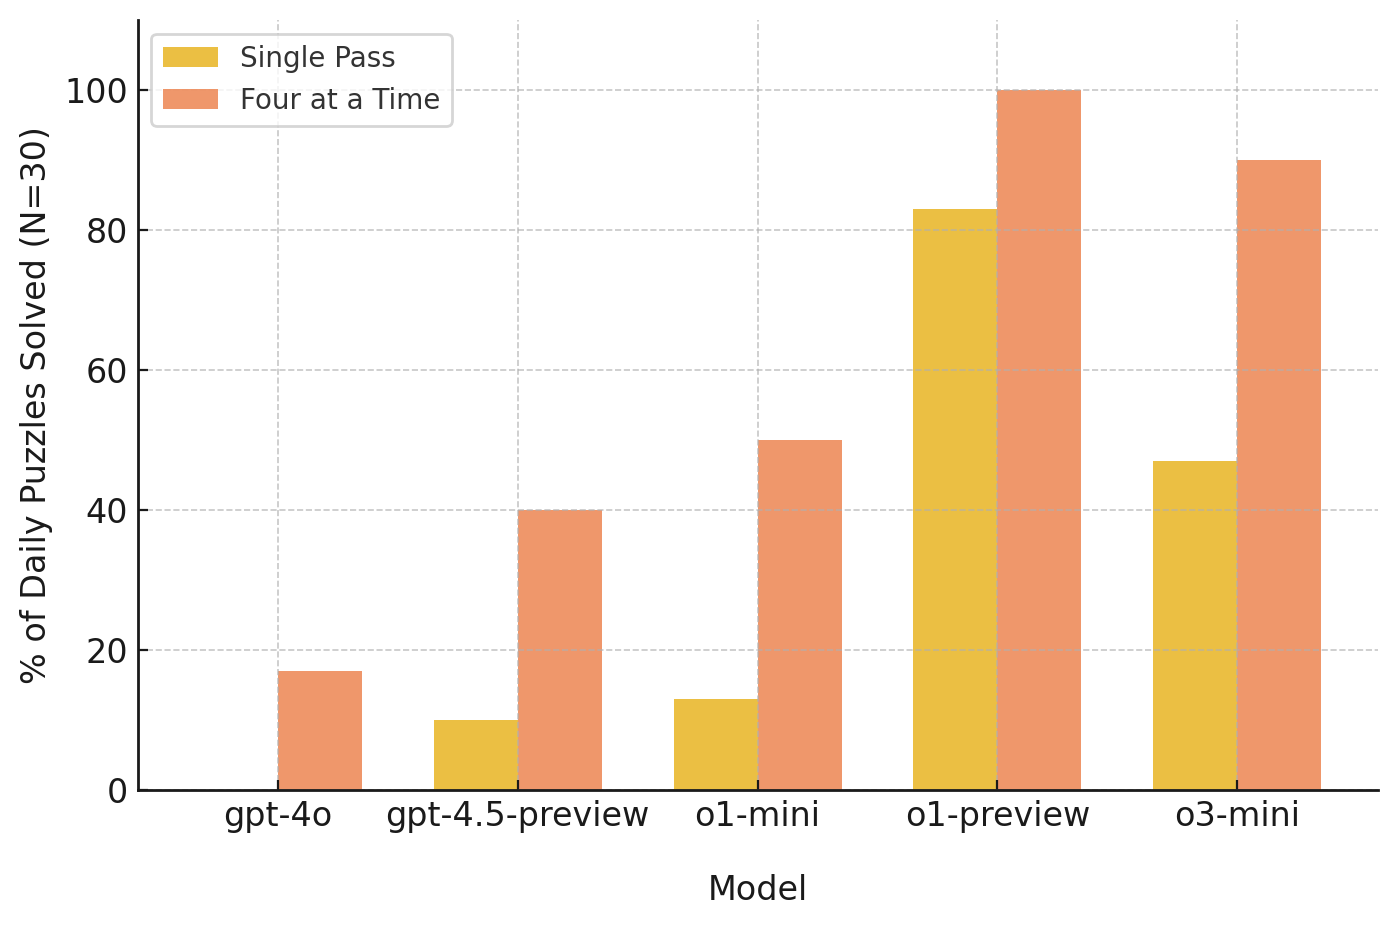 Single Pass
Four at a Time
% of Daily Puzzles Solved (N=30)
100
80
60
40
20
0
gpt-4o gpt-4.5-preview o1-mini o1-preview o3-mini
Model